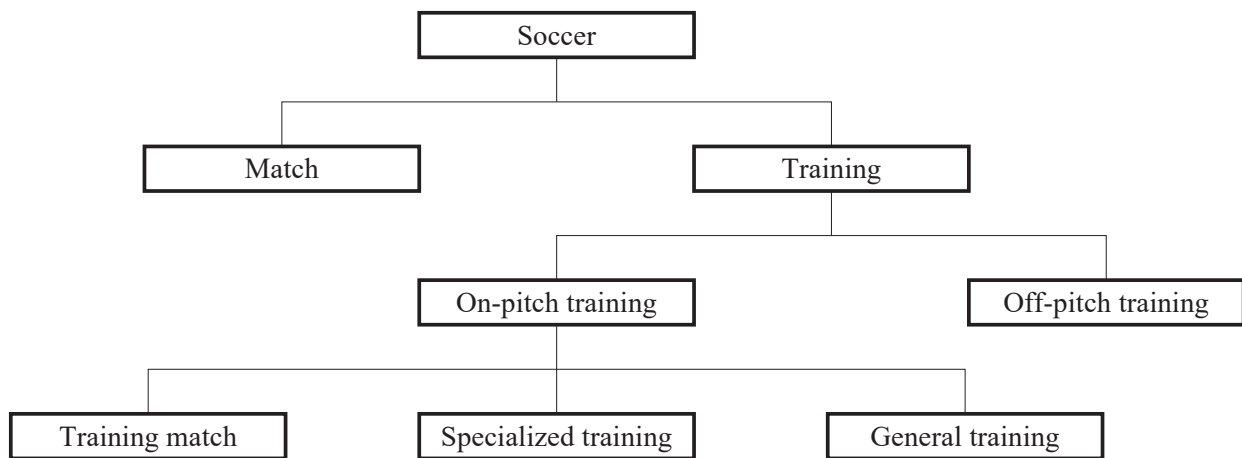 Soccer
Match
Training
On-pitch training
Off-pitch training
Training match
Specialized training
General training